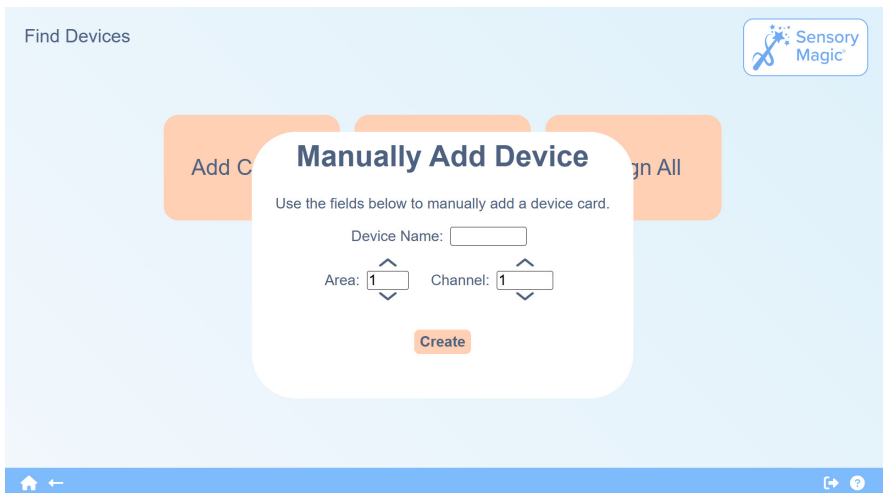 Find Devices
Sensory
Magic®
Add C
gn All
Manually Add Device
Use the fields below to manually add a device card.
Device Name:
Area: 1 Channel: 1
Create